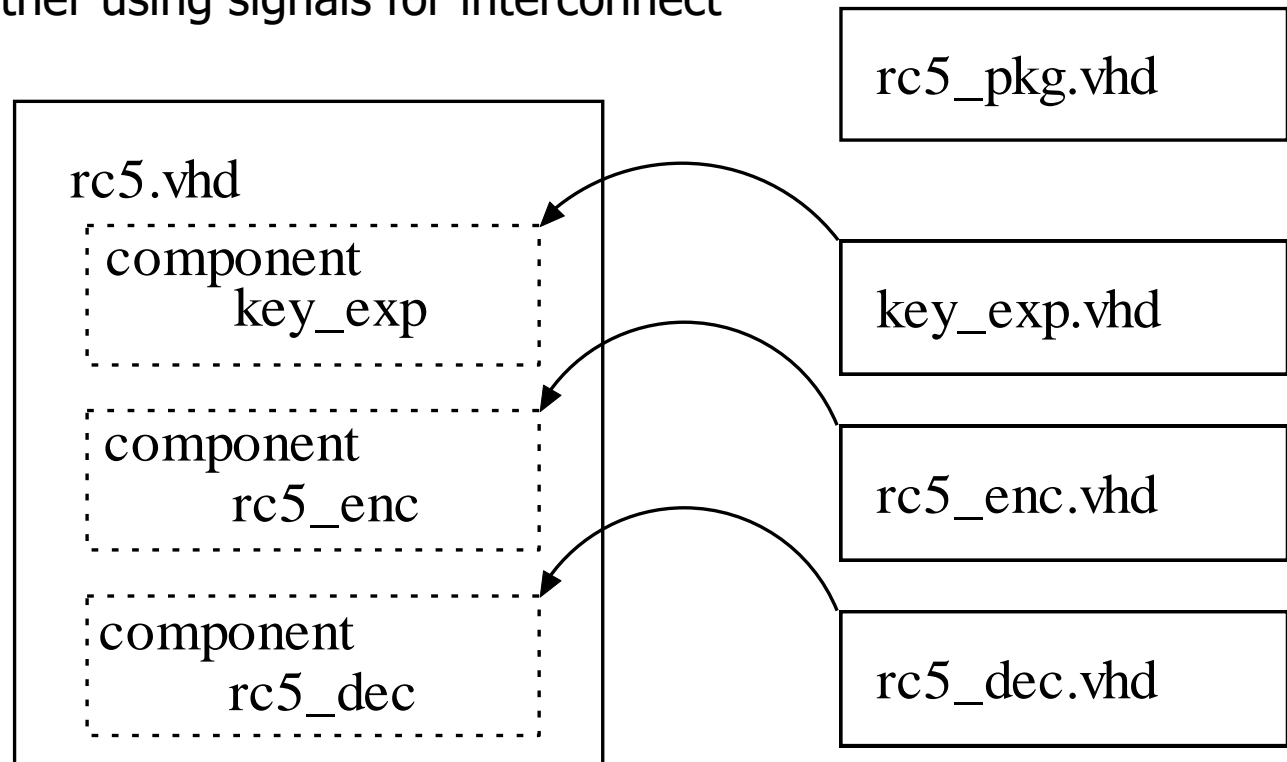 using signals for interconnect
rc5.vhd
component
key_exp
component
rc5_enc
component
rc5_dec
rc5_pkg.vhd
key_exp.vhd
rc5_enc.vhd
rc5_dec.vhd